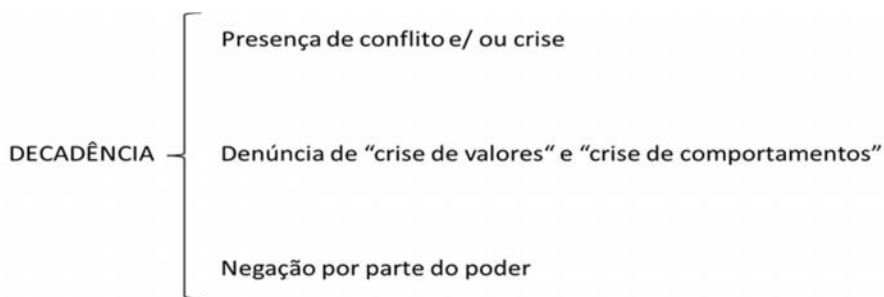 Presença de conflito e/ ou crise
DECADÊNCIA
Denúncia de “crise de valores“ e “crise de comportamentos”
Negação por parte do poder